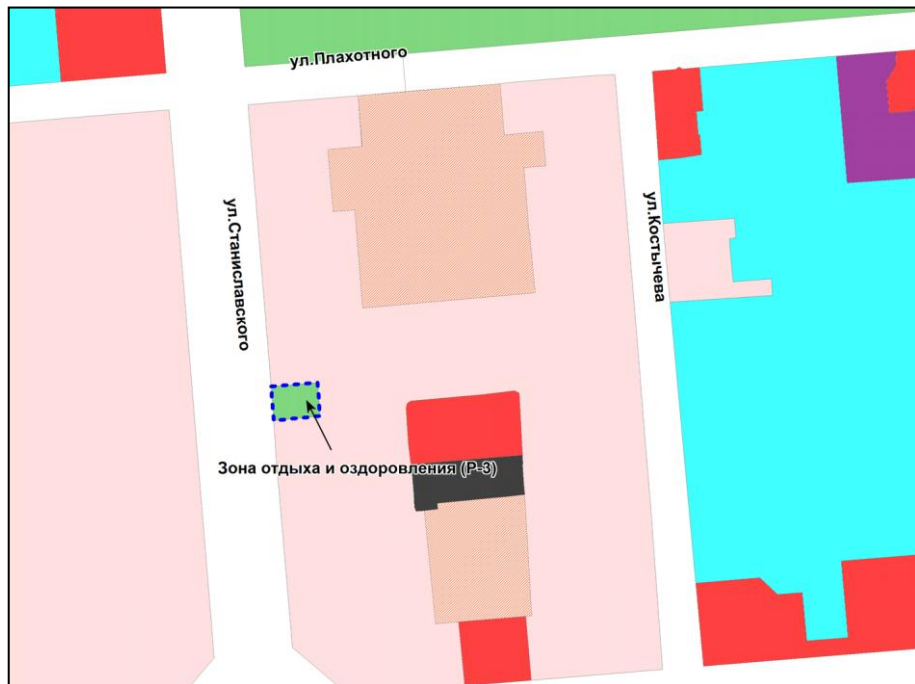 ул.Плахотного
ул.Станиславского
ул.Костычева
Зона отдыха и оздоровления (Р-3)